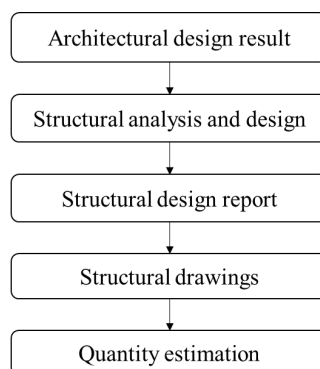 Architectural design result
Structural analysis and design
Structural design report
Structural drawings
Quantity estimation